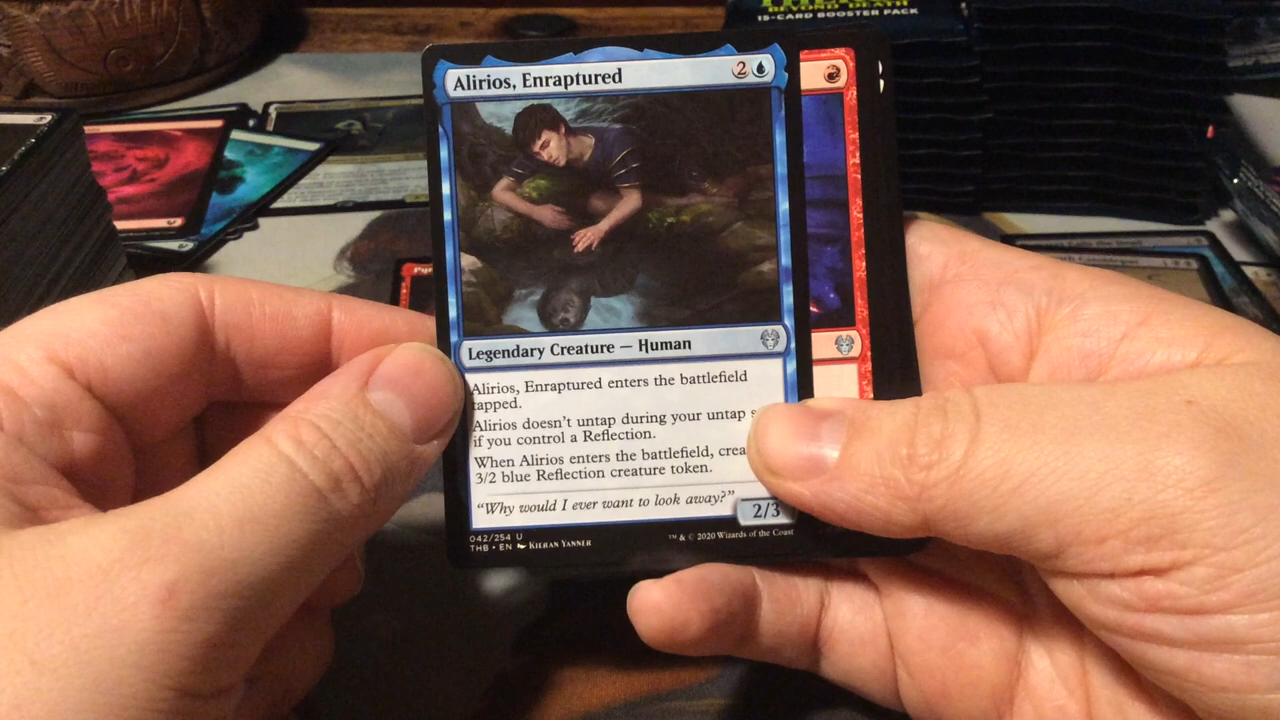 BEYOND DEATH
15-CARD BOOSTER PACK
Alirios, Enraptured 2
Legendary Creature — Human
Alirios, Enraptured enters the battlefield
tapped.
Alirios doesn't untap during your untap
if you control a Reflection.
When Alirios enters the battlefield,
3/2 blue Reflection creature token.
"Why would I ever want to look away?"
2/3
042/254 U
THB • EN KIERAN YANNER
™ & © 2020 Wizards of the Coast